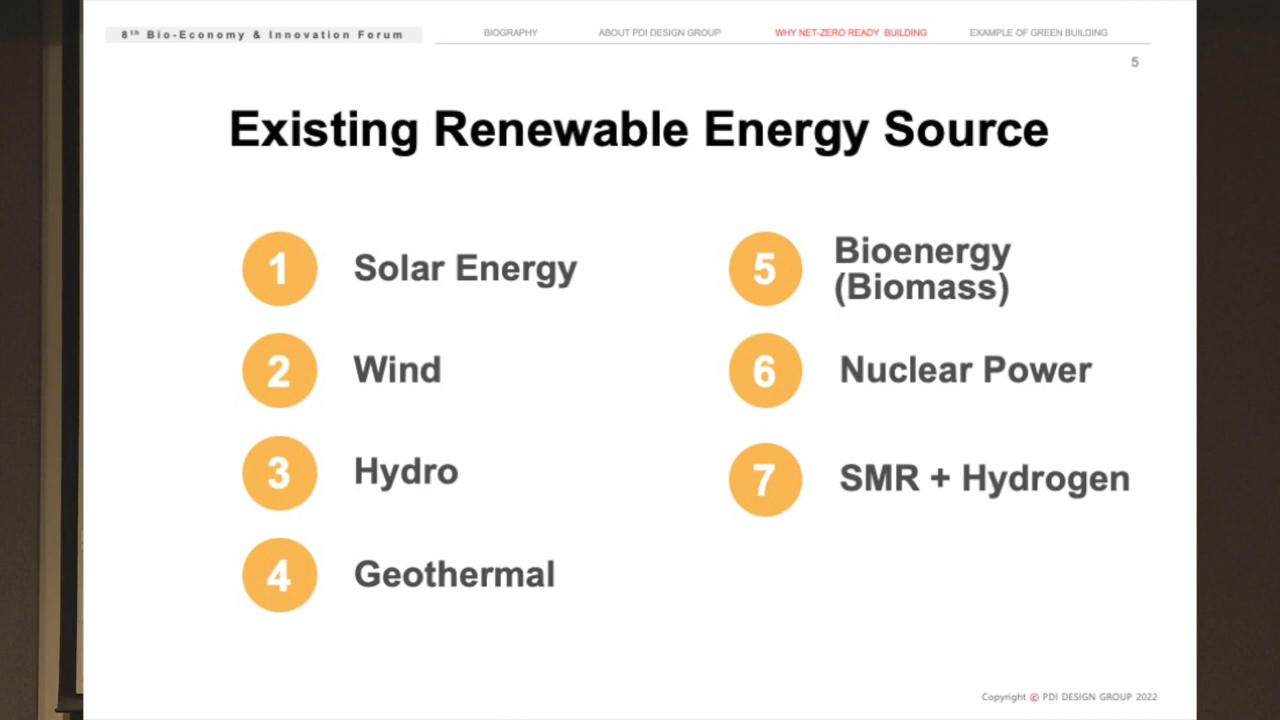 8th Bio-Economy & Innovation Forum
BIOGRAPHY
ABOUT PDI DESIGN GROUP
WHY NET-ZERO READY BUILDING
EXAMPLE OF GREEN BUILDING
5
Existing Renewable Energy Source
1 Solar Energy
2 Wind
3 Hydro
4 Geothermal
5 Bioenergy
(Biomass)
6 Nuclear Power
7 SMR + Hydrogen
Copyright © PDI DESIGN GROUP 2022